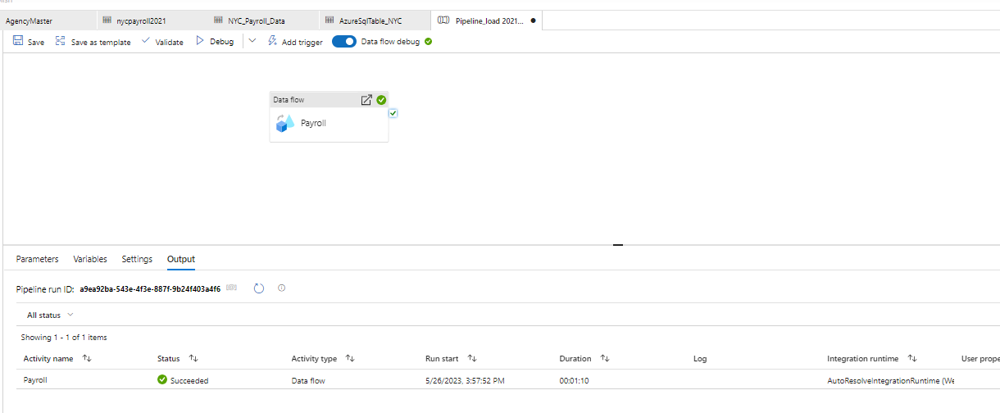 AgencyMaster nycpayroll2021 NYC_Payroll_Data AzureSqlTable_NYC Pipeline_load 2021... ●
Save Save as template Validate Debug Add trigger Data flow debug
Data flow
Payroll
Parameters Variables Settings Output
Pipeline run ID: a9ea92ba-543e-4f3e-887f-9b24f403a4f6
All status
Showing 1 - 1 of 1 items
Activity name Status Activity type Run start Duration Log Integration runtime User prope
Payroll Succeeded Data flow 5/26/2023, 3:57:52 PM 00:01:10 AutoResolveIntegrationRuntime (We